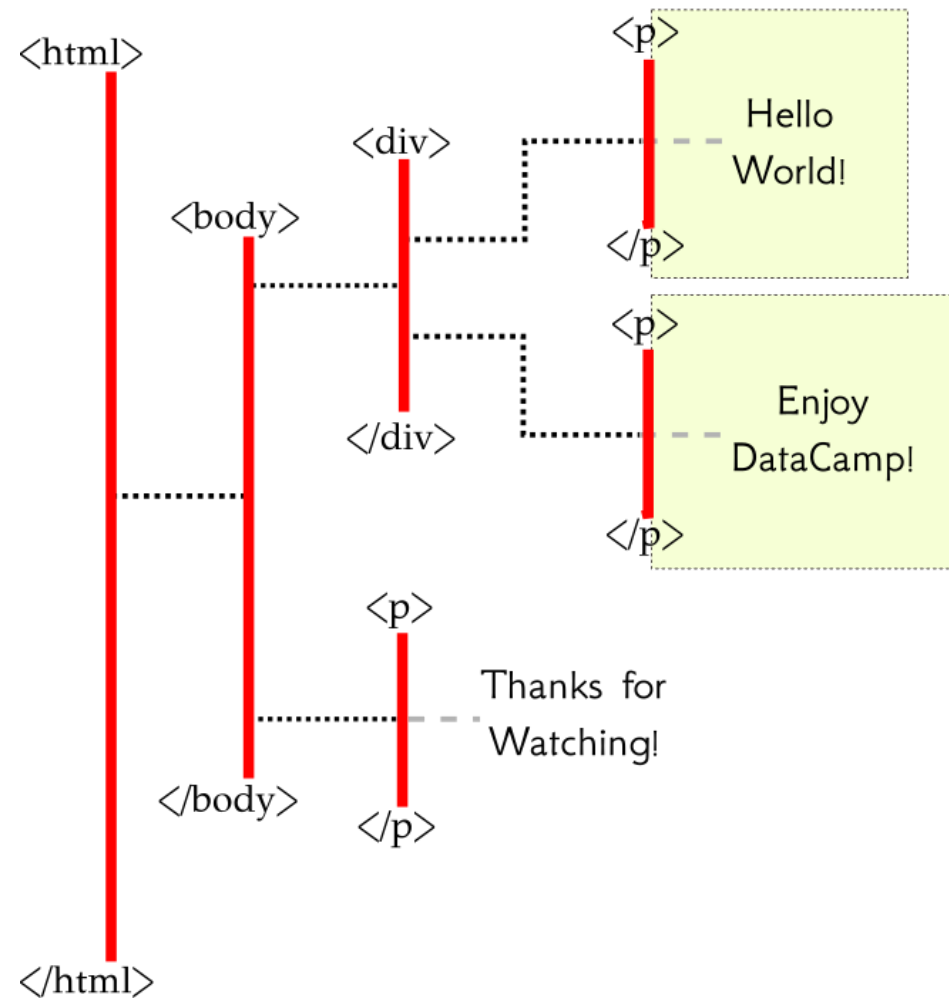 <html>
<body>
<div>
<p>
Hello
World!
</p>
<p>
Enjoy
DataCamp!
</p>
</div>
<p>
Thanks for
Watching!
</p>
</body>
</html>